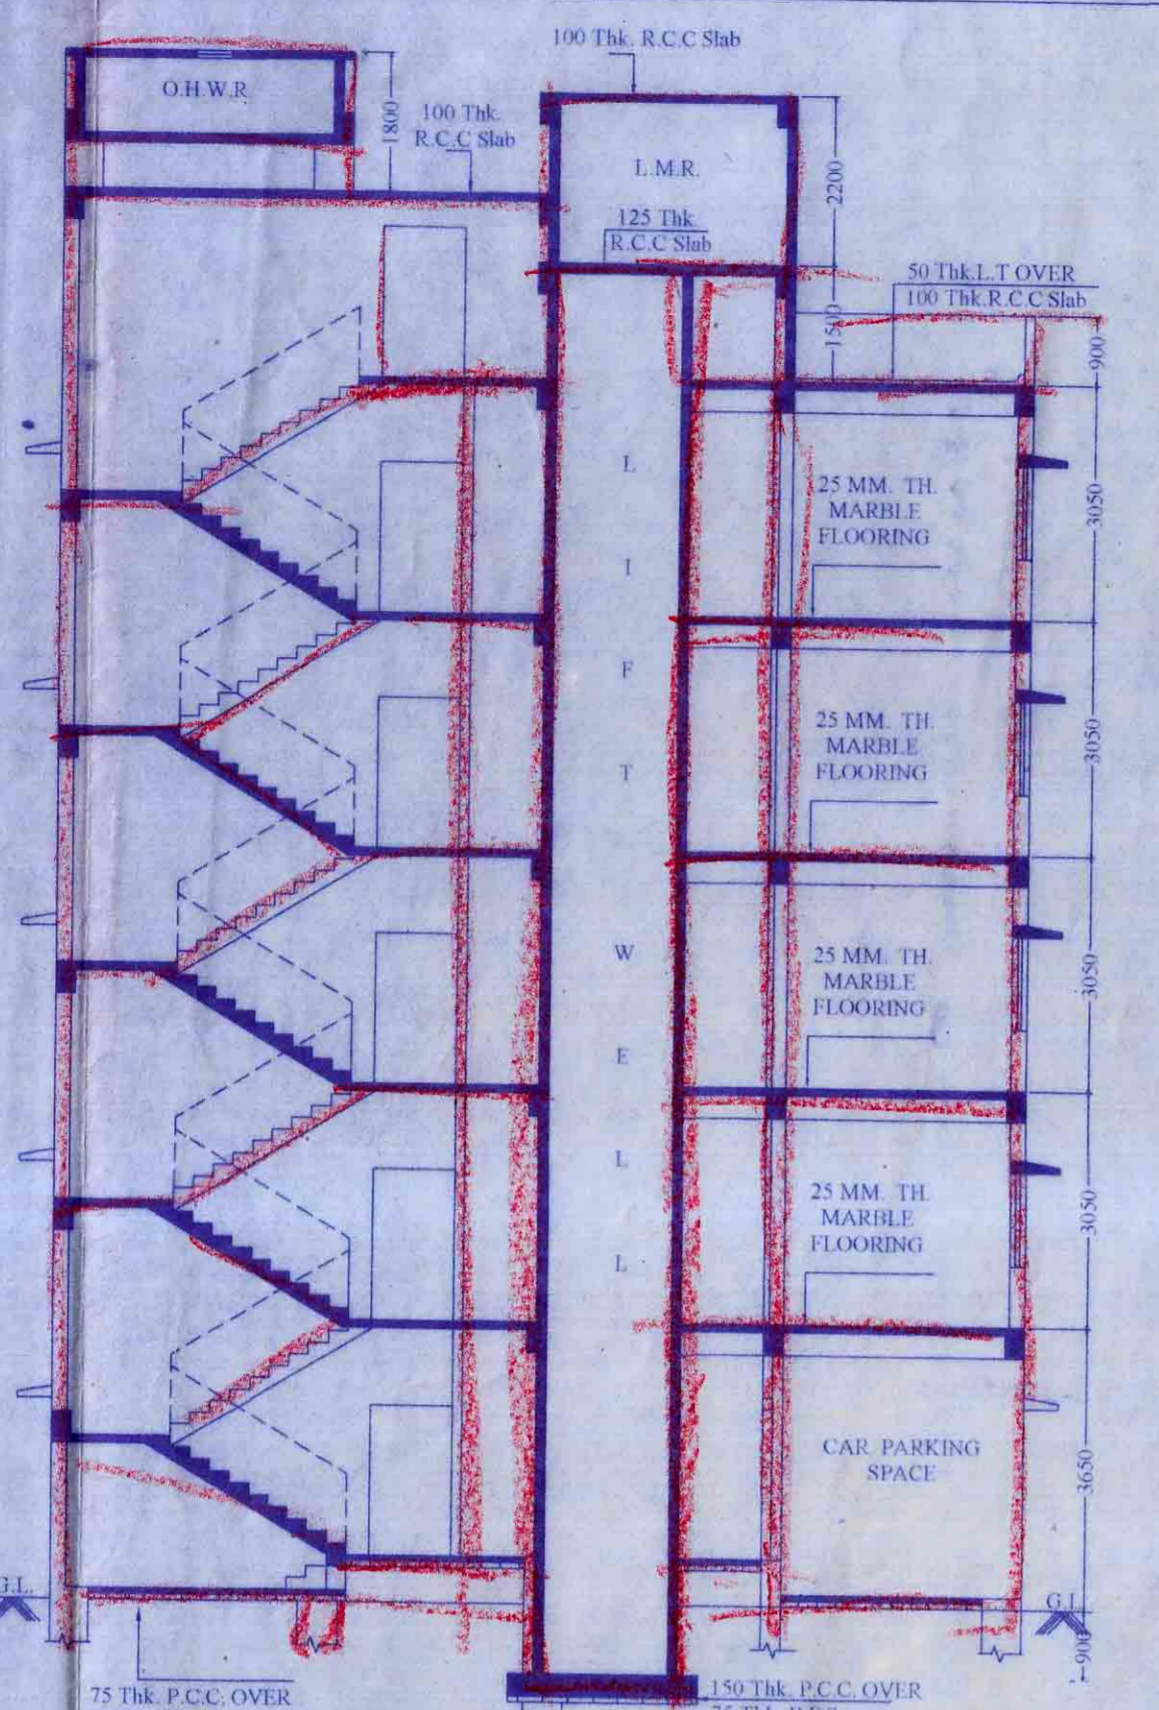 100 Thk. R.C.C Slab
O.H.W.R.
1800
100 Thk.
R.C.C Slab
L.M.R.
2200
125 Thk
R.C.C Slab
50 Thk.L.T OVER
100 Thk.R.C.C Slab
1500
900
L
I
F
T
W
E
L
L
25 MM. TH.
MARBLE
FLOORING
3050
25 MM. TH.
MARBLE
FLOORING
3050
25 MM. TH.
MARBLE
FLOORING
3050
25 MM. TH.
MARBLE
FLOORING
3050
CAR PARKING
SPACE
3650
G.L.
G.L
900
75 Thk. P.C.C. OVER
150 Thk. P.C.C. OVER
75 Thk.